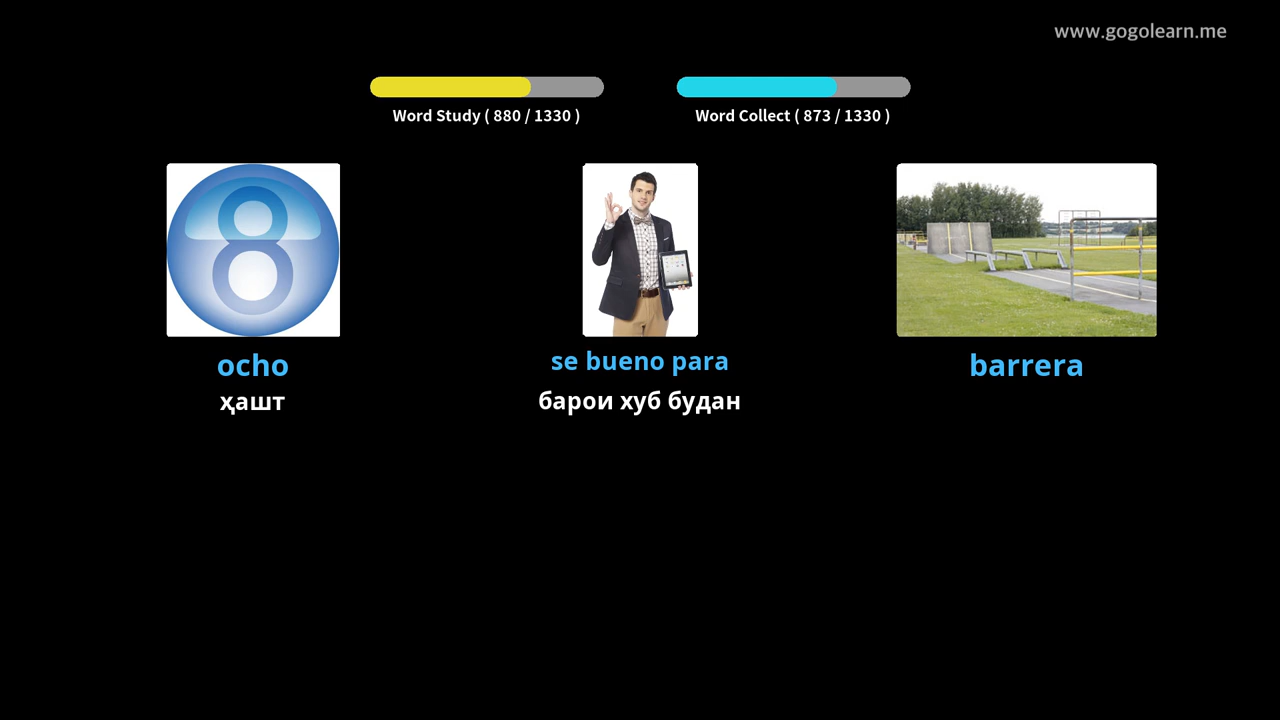 www.gogolearn.me
Word Study ( 880 / 1330 )
Word Collect ( 873 / 1330 )
8
ocho
se bueno para
barrera
ҳашт
барои хуб будан